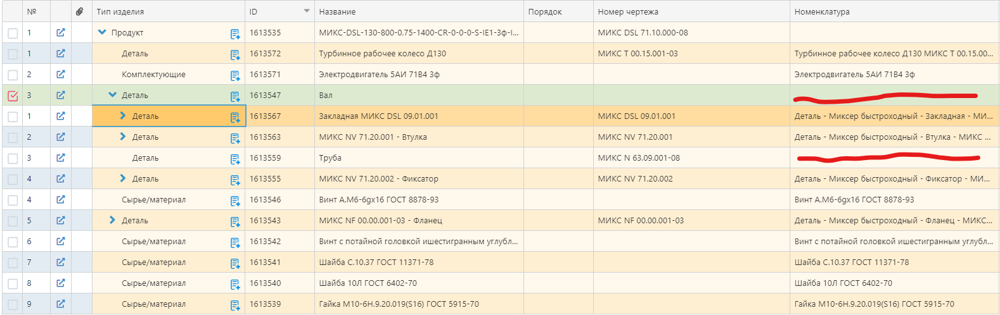 № Тип изделия ID Название Порядок Номер чертежа Номенклатура
1 Продукт 1613535 МИКС-DSL-130-800-0.75-1400-CR-0-0-0-S-IE1-3ф-I... МИКС DSL 71.10.000-08
1 Деталь 1613572 Турбинное рабочее колесо Д130 МИКС Т 00.15.001-03 Турбинное рабочее колесо Д130 МИКС Т 00.15.00...
2 Комплектующие 1613571 Электродвигатель 5АИ 71В4 3ф Электродвигатель 5АИ 71В4 3ф
3 Деталь 1613547 Вал
1 Деталь 1613567 Закладная МИКС DSL 09.01.001 МИКС DSL 09.01.001 Деталь - Миксер быстроходный - Закладная - МИ...
2 Деталь 1613563 МИКС NV 71.20.001 - Втулка МИКС NV 71.20.001 Деталь - Миксер быстроходный - Втулка - МИКС ...
3 Деталь 1613559 Труба МИКС N 63.09.001-08
4 Деталь 1613555 МИКС NV 71.20.002 - Фиксатор МИКС NV 71.20.002 Деталь - Миксер быстроходный - Фиксатор - МИ...
4 Сырье/материал 1613546 Винт А.М6-6gx16 ГОСТ 8878-93 Винт А.М6-6gx16 ГОСТ 8878-93
5 Деталь 1613543 МИКС NF 00.00.001-03 - Фланец МИКС NF 00.00.001-03 Деталь - Миксер быстроходный - Фланец - МИКС...
6 Сырье/материал 1613542 Винт с потайной головкой ишестигранным углубл... Винт с потайной головкой ишестигранным углубл...
7 Сырье/материал 1613541 Шайба С.10.37 ГОСТ 11371-78 Шайба С.10.37 ГОСТ 11371-78
8 Сырье/материал 1613540 Шайба 10Л ГОСТ 6402-70 Шайба 10Л ГОСТ 6402-70
9 Сырье/материал 1613539 Гайка М10-6Н.9.20.019(S16) ГОСТ 5915-70 Гайка М10-6Н.9.20.019(S16) ГОСТ 5915-70